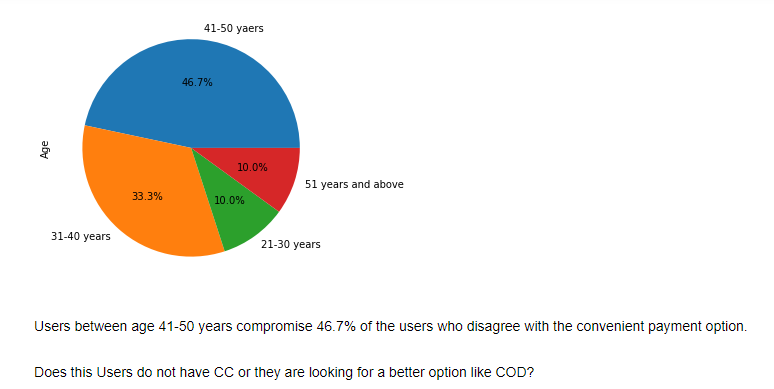 41-50 yaers
46.7%
Age
10.0%
51 years and above
33.3%
10.0%
31-40 years
21-30 years
Users between age 41-50 years compromise 46.7% of the users who disagree with the convenient payment option.
Does this Users do not have CC or they are looking for a better option like COD?